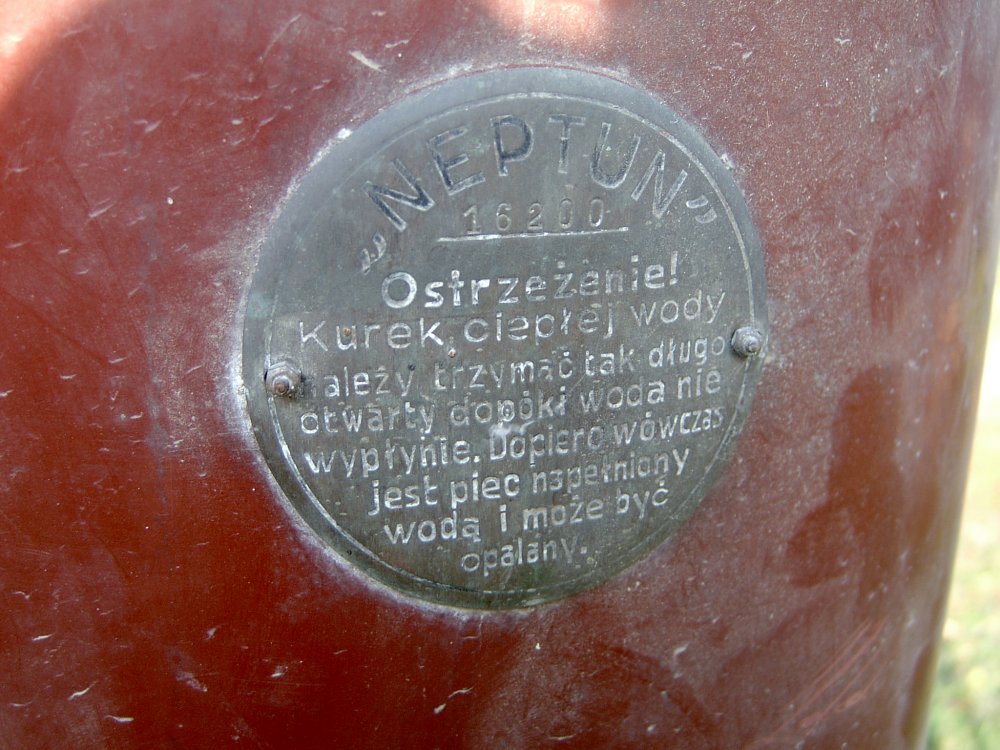 „NEPTUN”
16200
Ostrzeżenie!
Kurek ciepłej wody
należy trzymać tak długo
otwarty dopóki woda nie
wypłynie. Dopiero wówczas
jest piec napełniony
wodą i może być
opalany.